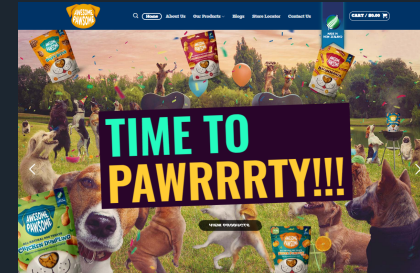 AWESOME
PAWSOME
Home
About Us
Our Products
Blogs
Store Locator
Contact Us
CART / $0.00
TIME TO
PAWRRRTY!!!
VIEW PRODUCTS
AWESOME
PAWSOME
CHICKEN DUMPLING